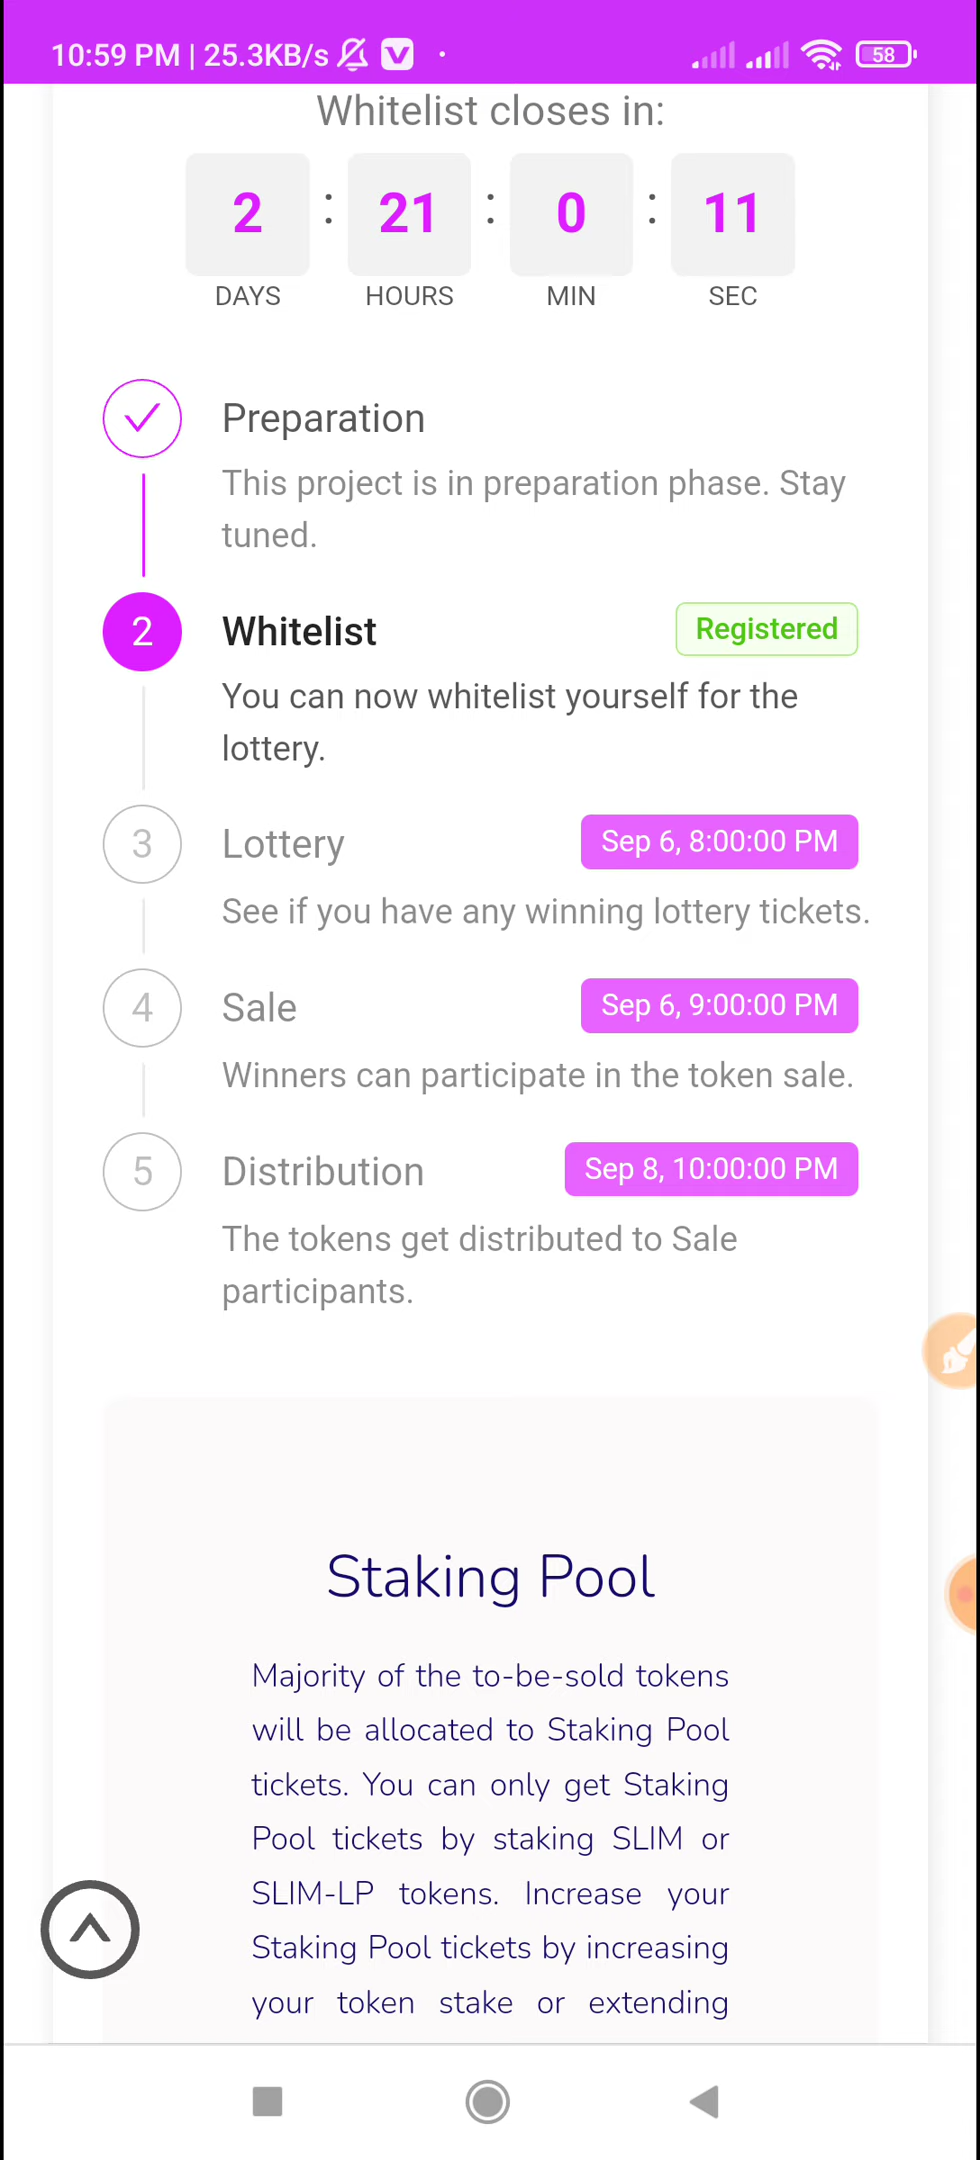 10:59 PM | 25.3KB/s
58
Whitelist closes in:
2 : 21 : 0 : 11
DAYS HOURS MIN SEC
Preparation
This project is in preparation phase. Stay
tuned.
2 Whitelist Registered
You can now whitelist yourself for the
lottery.
3 Lottery Sep 6, 8:00:00 PM
See if you have any winning lottery tickets.
4 Sale Sep 6, 9:00:00 PM
Winners can participate in the token sale.
5 Distribution Sep 8, 10:00:00 PM
The tokens get distributed to Sale
participants.
Staking Pool
Majority of the to-be-sold tokens
will be allocated to Staking Pool
tickets. You can only get Staking
Pool tickets by staking SLIM or
SLIM-LP tokens. Increase your
Staking Pool tickets by increasing
your token stake or extending